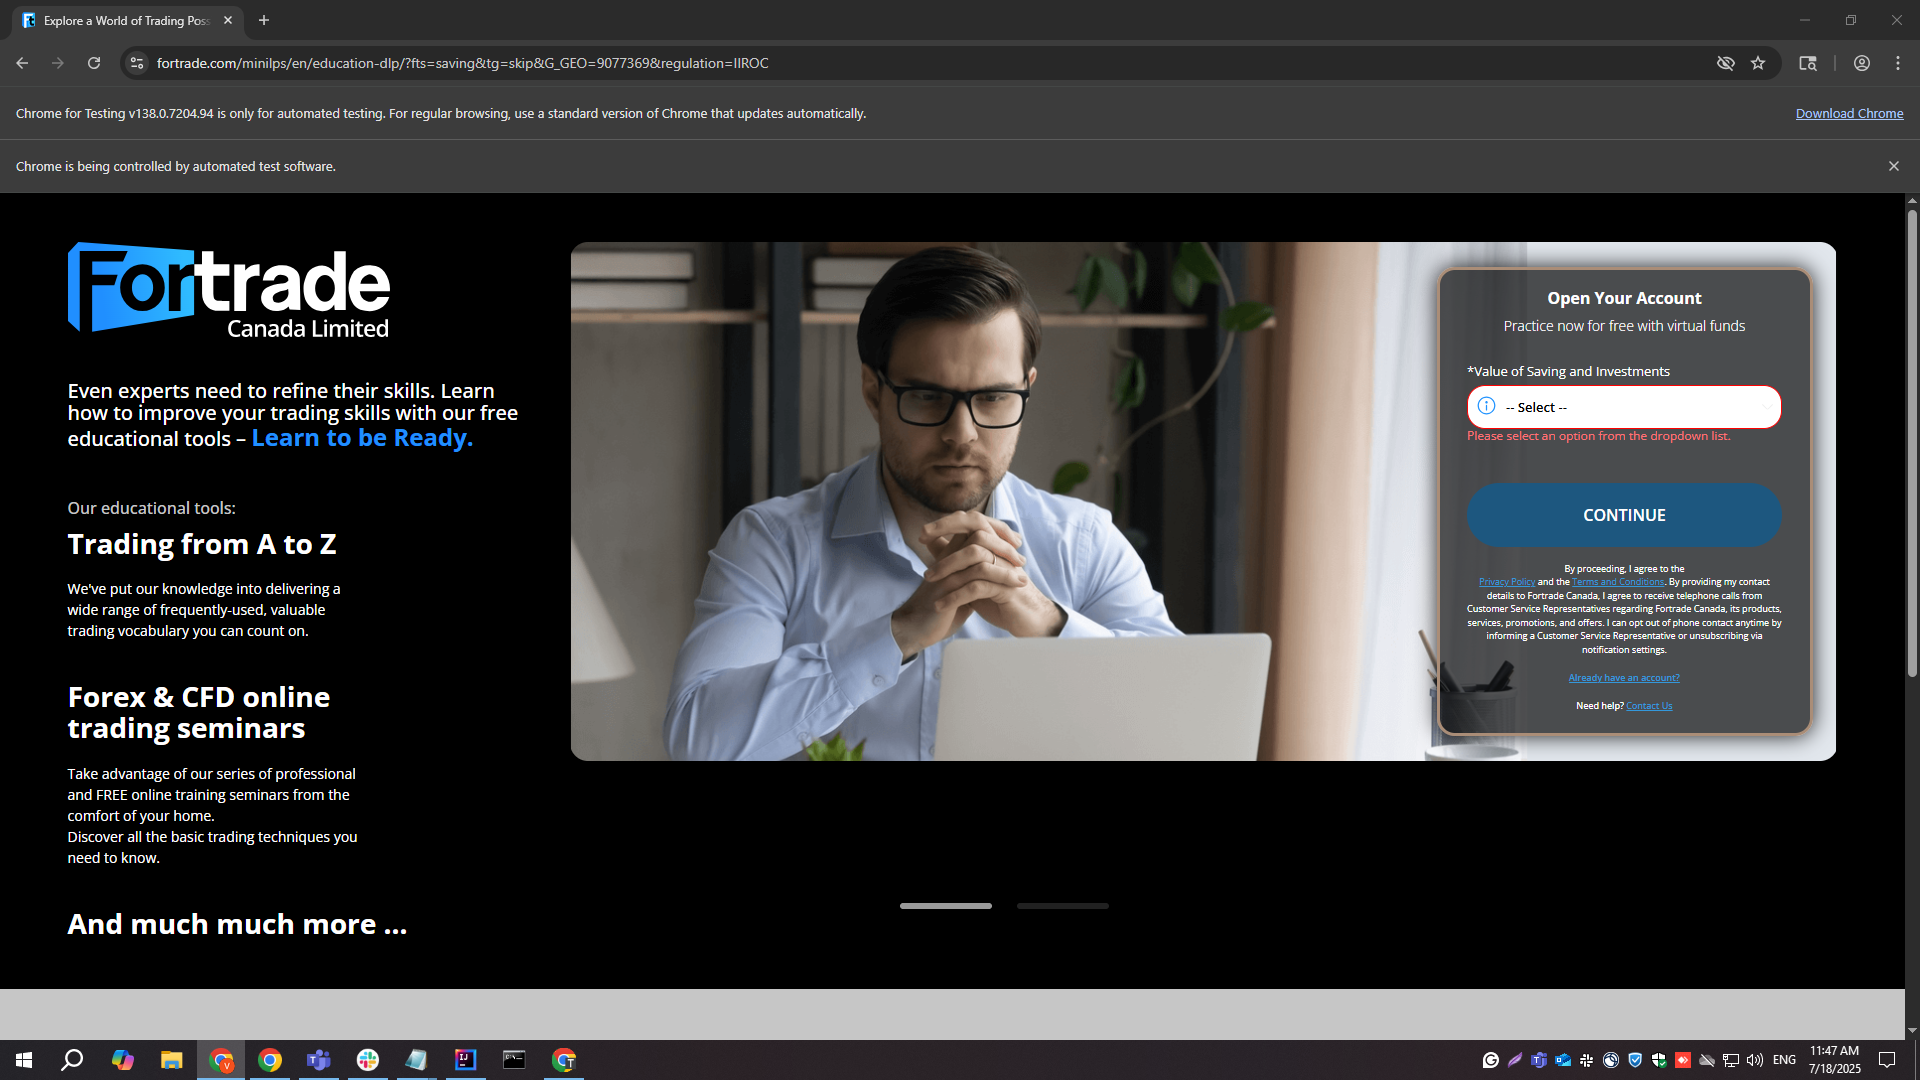 Explore a World of Trading Poss
fortrade.com/minilps/en/education-dlp/?fts=saving&tg=skip&G_GEO=9077369&regulation=IIROC
Chrome for Testing v138.0.7204.94 is only for automated testing. For regular browsing, use a standard version of Chrome that updates automatically.
Download Chrome
Chrome is being controlled by automated test software.
Fortrade
Canada Limited
Even experts need to refine their skills. Learn
how to improve your trading skills with our free
educational tools – Learn to be Ready.
Our educational tools:
Trading from A to Z
We've put our knowledge into delivering a
wide range of frequently-used, valuable
trading vocabulary you can count on.
Forex & CFD online
trading seminars
Take advantage of our series of professional
and FREE online training seminars from the
comfort of your home.
Discover all the basic trading techniques you
need to know.
And much much more ...
Open Your Account
Practice now for free with virtual funds
*Value of Saving and Investments
-- Select --
Please select an option from the dropdown list.
CONTINUE
By proceeding, I agree to the
Privacy Policy and the Terms and Conditions. By providing my contact
details to Fortrade Canada, I agree to receive telephone calls from
Customer Service Representatives regarding Fortrade Canada, its products,
services, promotions, and offers. I can opt out of phone contact anytime by
informing a Customer Service Representative or unsubscribing via
notification settings.
Already have an account?
Need help? Contact Us
ENG
11:47 AM
7/18/2025